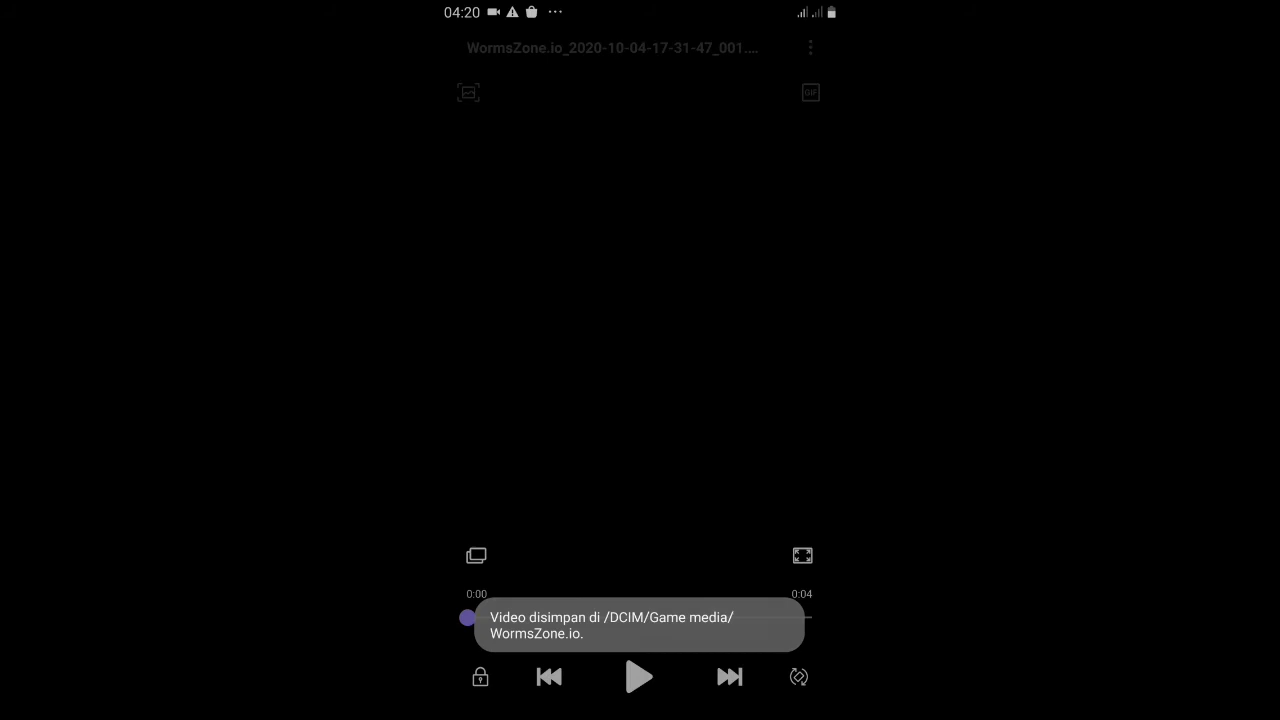 04:20
WormsZone.io_2020-10-04-17-31-47_001....
GIF
0:00
0:04
Video disimpan di /DCIM/Game media/
WormsZone.io.